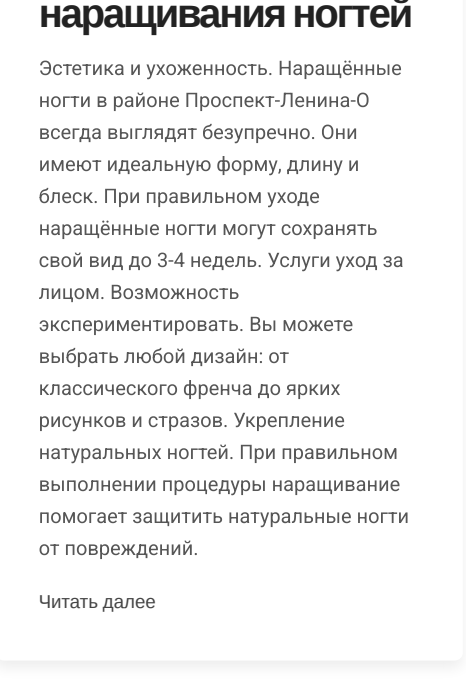 наращивания ногтей
Эстетика и ухоженность. Наращённые
ногти в районе Проспект-Ленина-О
всегда выглядят безупречно. Они
имеют идеальную форму, длину и
блеск. При правильном уходе
наращённые ногти могут сохранять
свой вид до 3-4 недель. Услуги уход за
лицом. Возможность
экспериментировать. Вы можете
выбрать любой дизайн: от
классического френча до ярких
рисунков и стразов. Укрепление
натуральных ногтей. При правильном
выполнении процедуры наращивание
помогает защитить натуральные ногти
от повреждений.
Читать далее